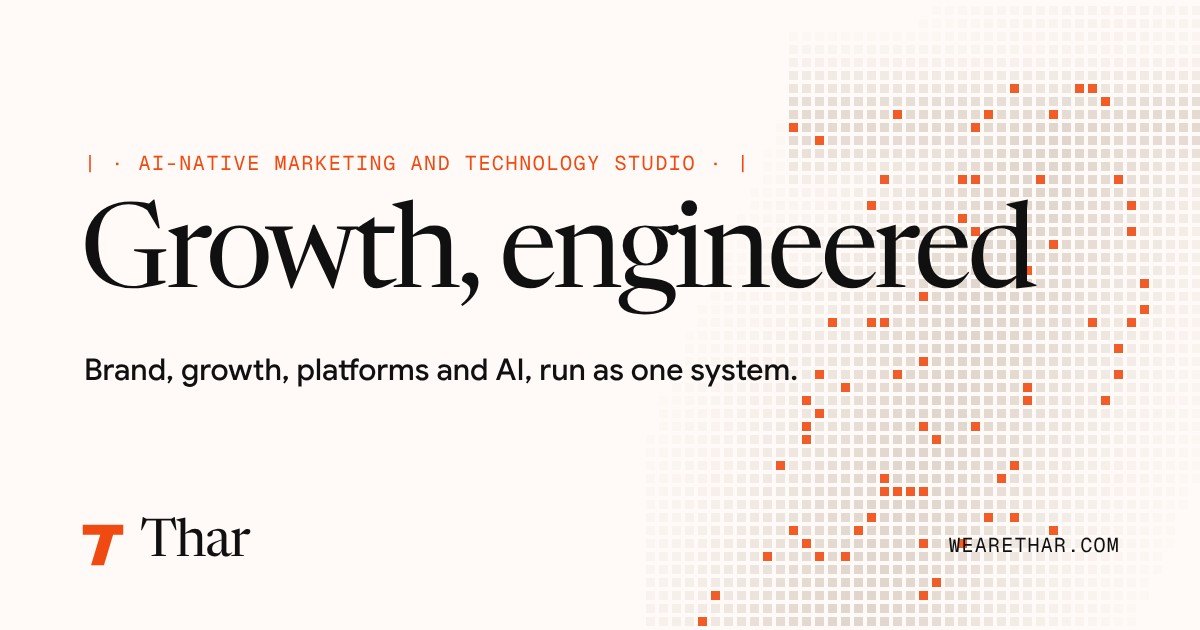 | · AI-NATIVE MARKETING AND TECHNOLOGY STUDIO · |
Growth, engineered
Brand, growth, platforms and AI, run as one system.
Thar
WEARETHAR.COM